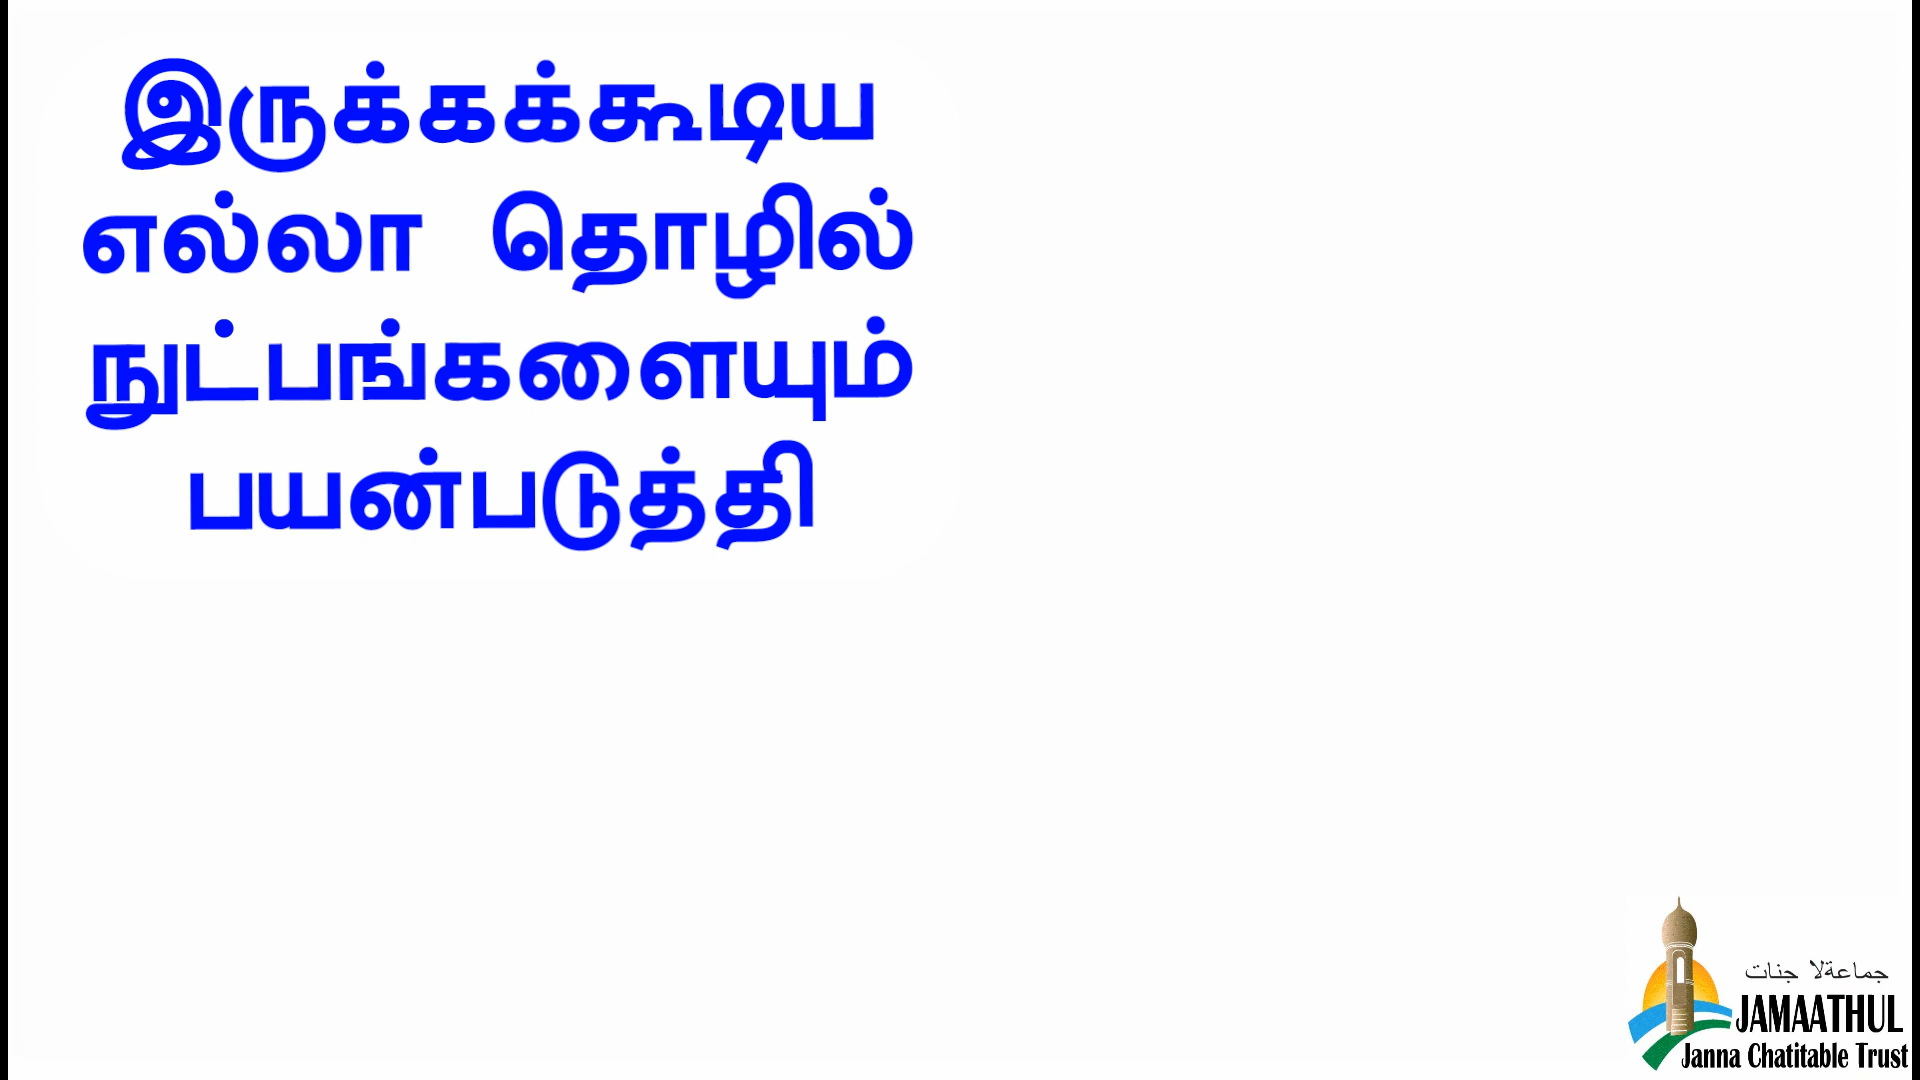 இருக்கக்கூடிய
எல்லா தொழில்
நுட்பங்களையும்
பயன்படுத்தி
جماعةلا جنات
JAMAATHUL
Janna Chatitable Trust